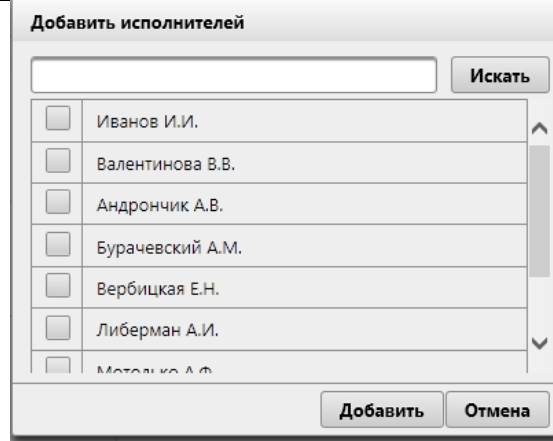 Добавить исполнителей
Искать
Иванов И.И.
Валентинова В.В.
Андрончик А.В.
Бурачевский А.М.
Вербицкая Е.Н.
Либерман А.И.
Добавить Отмена